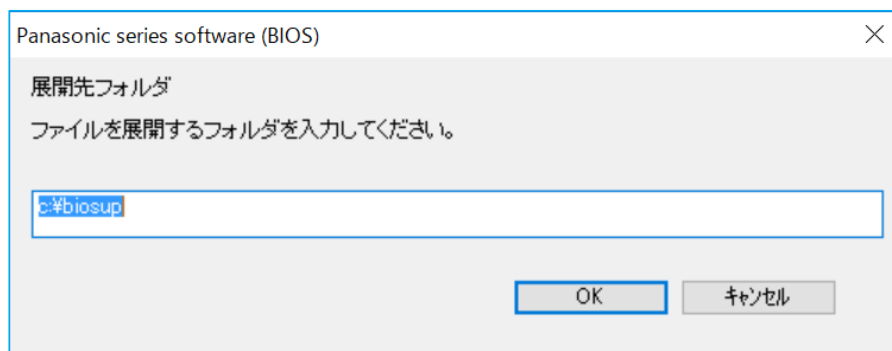 Panasonic series software (BIOS)
展開先フォルダ
ファイルを展開するフォルダを入力してください。
c:¥biosup
OK
キャンセル